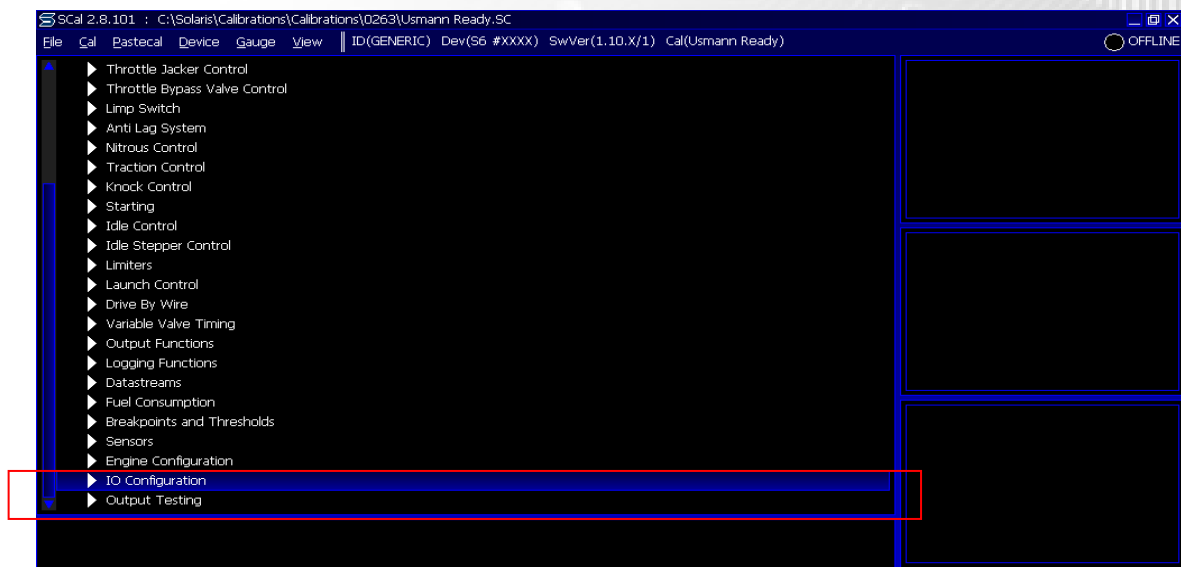 SCal 2.8.101 : C:\Solaris\Calibrations\Calibrations\0263\Usmann Ready.SC
File Cal Pastecal Device Gauge View ID(GENERIC) Dev(S6 #XXXX) SwVer(1.10.X/1) Cal(Usmann Ready) OFFLINE
Throttle Jacker Control
Throttle Bypass Valve Control
Limp Switch
Anti Lag System
Nitrous Control
Traction Control
Knock Control
Starting
Idle Control
Idle Stepper Control
Limiters
Launch Control
Drive By Wire
Variable Valve Timing
Output Functions
Logging Functions
Datastreams
Fuel Consumption
Breakpoints and Thresholds
Sensors
Engine Configuration
IO Configuration
Output Testing